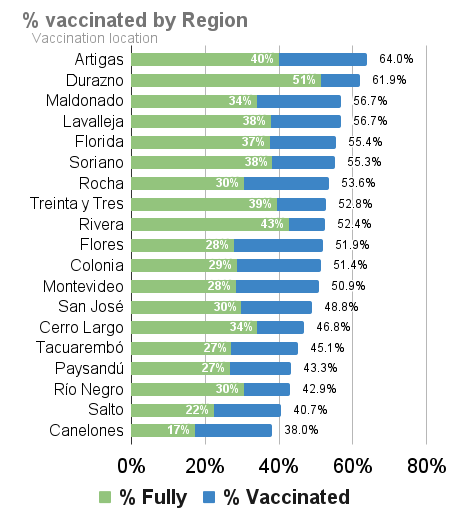 % vaccinated by Region
Vaccination location
Artigas 40% 64.0%
Durazno 51% 61.9%
Maldonado 34% 56.7%
Lavalleja 38% 56.7%
Florida 37% 55.4%
Soriano 38% 55.3%
Rocha 30% 53.6%
Treinta y Tres 39% 52.8%
Rivera 43% 52.4%
Flores 28% 51.9%
Colonia 29% 51.4%
Montevideo 28% 50.9%
San José 30% 48.8%
Cerro Largo 34% 46.8%
Tacuarembó 27% 45.1%
Paysandú 27% 43.3%
Río Negro 30% 42.9%
Salto 22% 40.7%
Canelones 17% 38.0%
0% 20% 40% 60% 80%
% Fully % Vaccinated